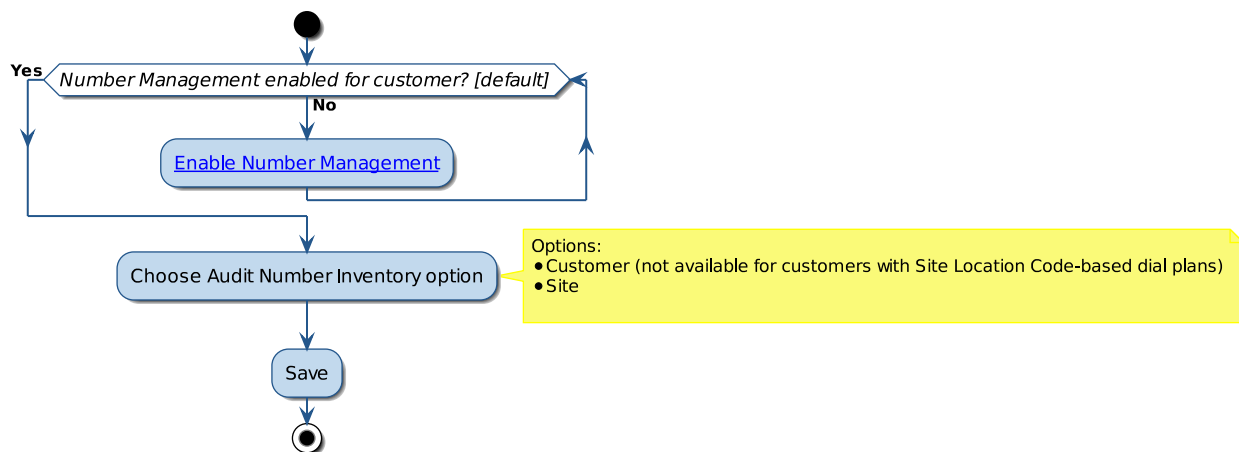 Yes
Number Management enabled for customer? [default]
No
Enable Number Management
Choose Audit Number Inventory option
Options:
•Customer (not available for customers with Site Location Code-based dial plans)
•Site
Save